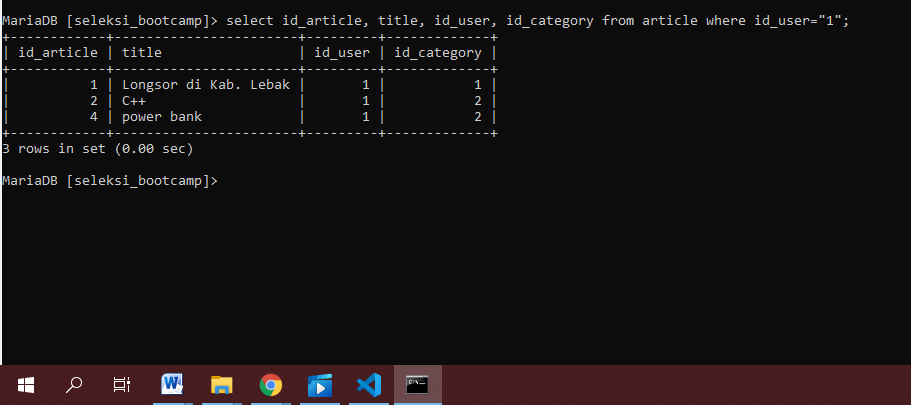 MariaDB [seleksi_bootcamp]> select id_article, title, id_user, id_category from article where id_user="1";
+------------+-----------------------+---------+-------------+
| id_article | title                 | id_user | id_category |
+------------+-----------------------+---------+-------------+
|          1 | Longsor di Kab. Lebak |       1 |           1 |
|          2 | C++                   |       1 |           2 |
|          4 | power bank            |       1 |           2 |
+------------+-----------------------+---------+-------------+
3 rows in set (0.00 sec)
MariaDB [seleksi_bootcamp]>